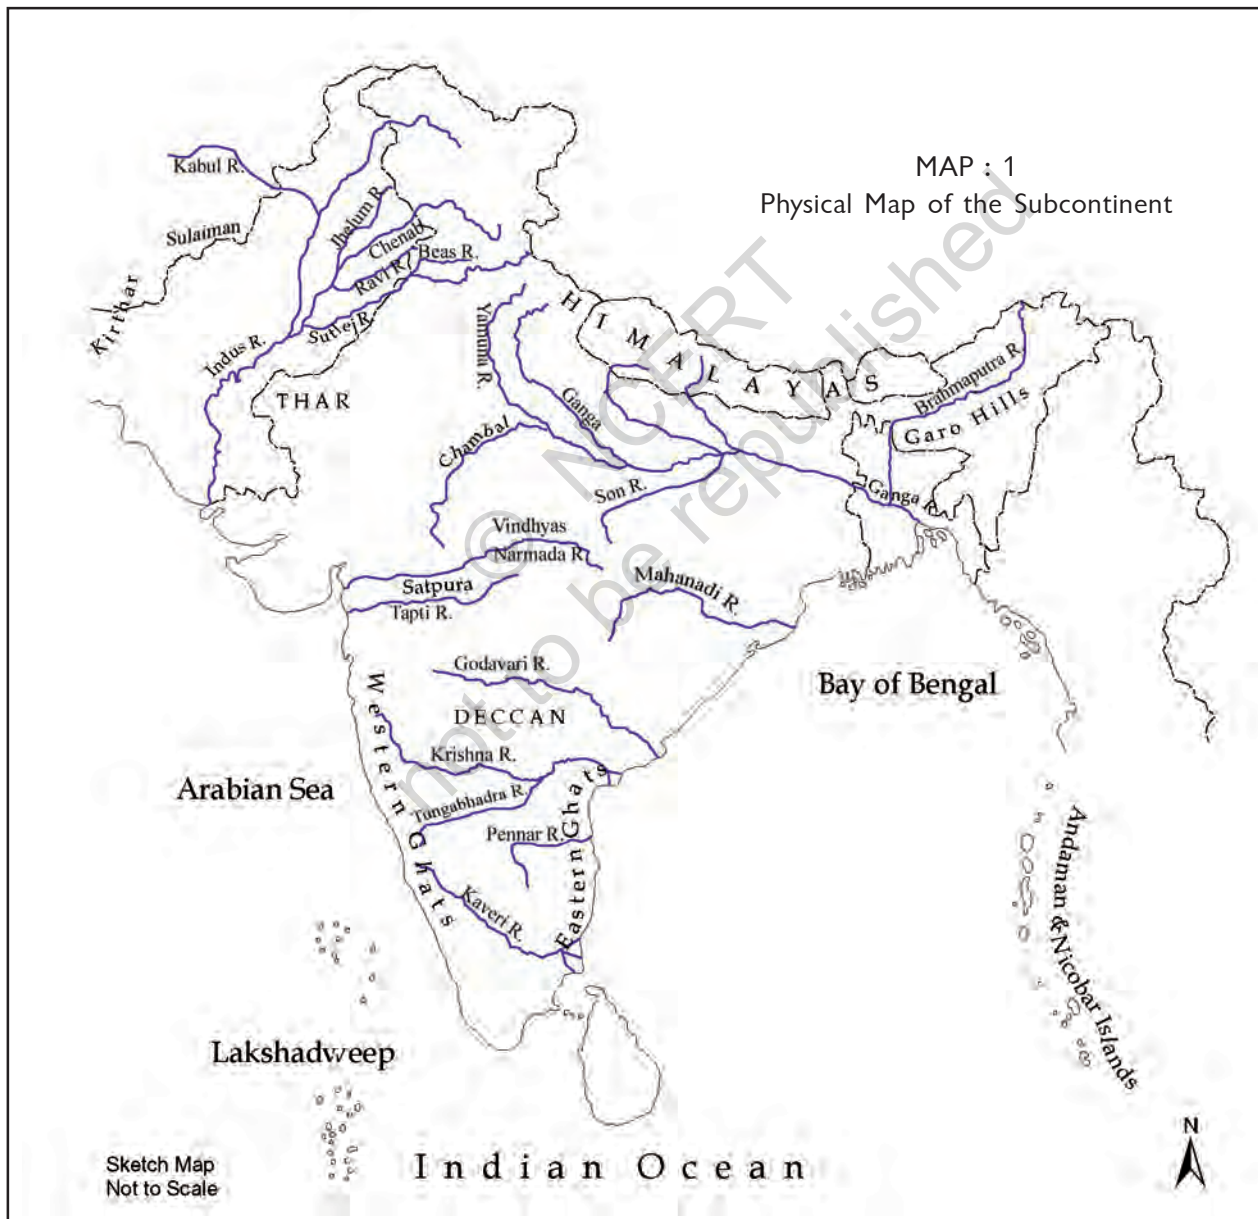 MAP : 1
Physical Map of the Subcontinent
Kabul R.
Sulaiman
Kirthar
Jhelum R.
Chenab
Ravi R.
Beas R.
Sutlej R.
Indus R.
THAR
HIMALAYAS
Yamuna R.
Ganga
Chambal
Brahmaputra R.
Garo Hills
Ganga R.
Son R.
Vindhyas
Narmada R.
Satpura
Tapti R.
Mahanadi R.
Godavari R.
DECCAN
Western Ghats
Krishna R.
Tungabhadra R.
Pennar R.
Eastern Ghats
Kaveri R.
Bay of Bengal
Arabian Sea
Andaman & Nicobar Islands
Lakshadweep
Indian Ocean
N
Sketch Map
Not to Scale
© NCERT
not to be republished